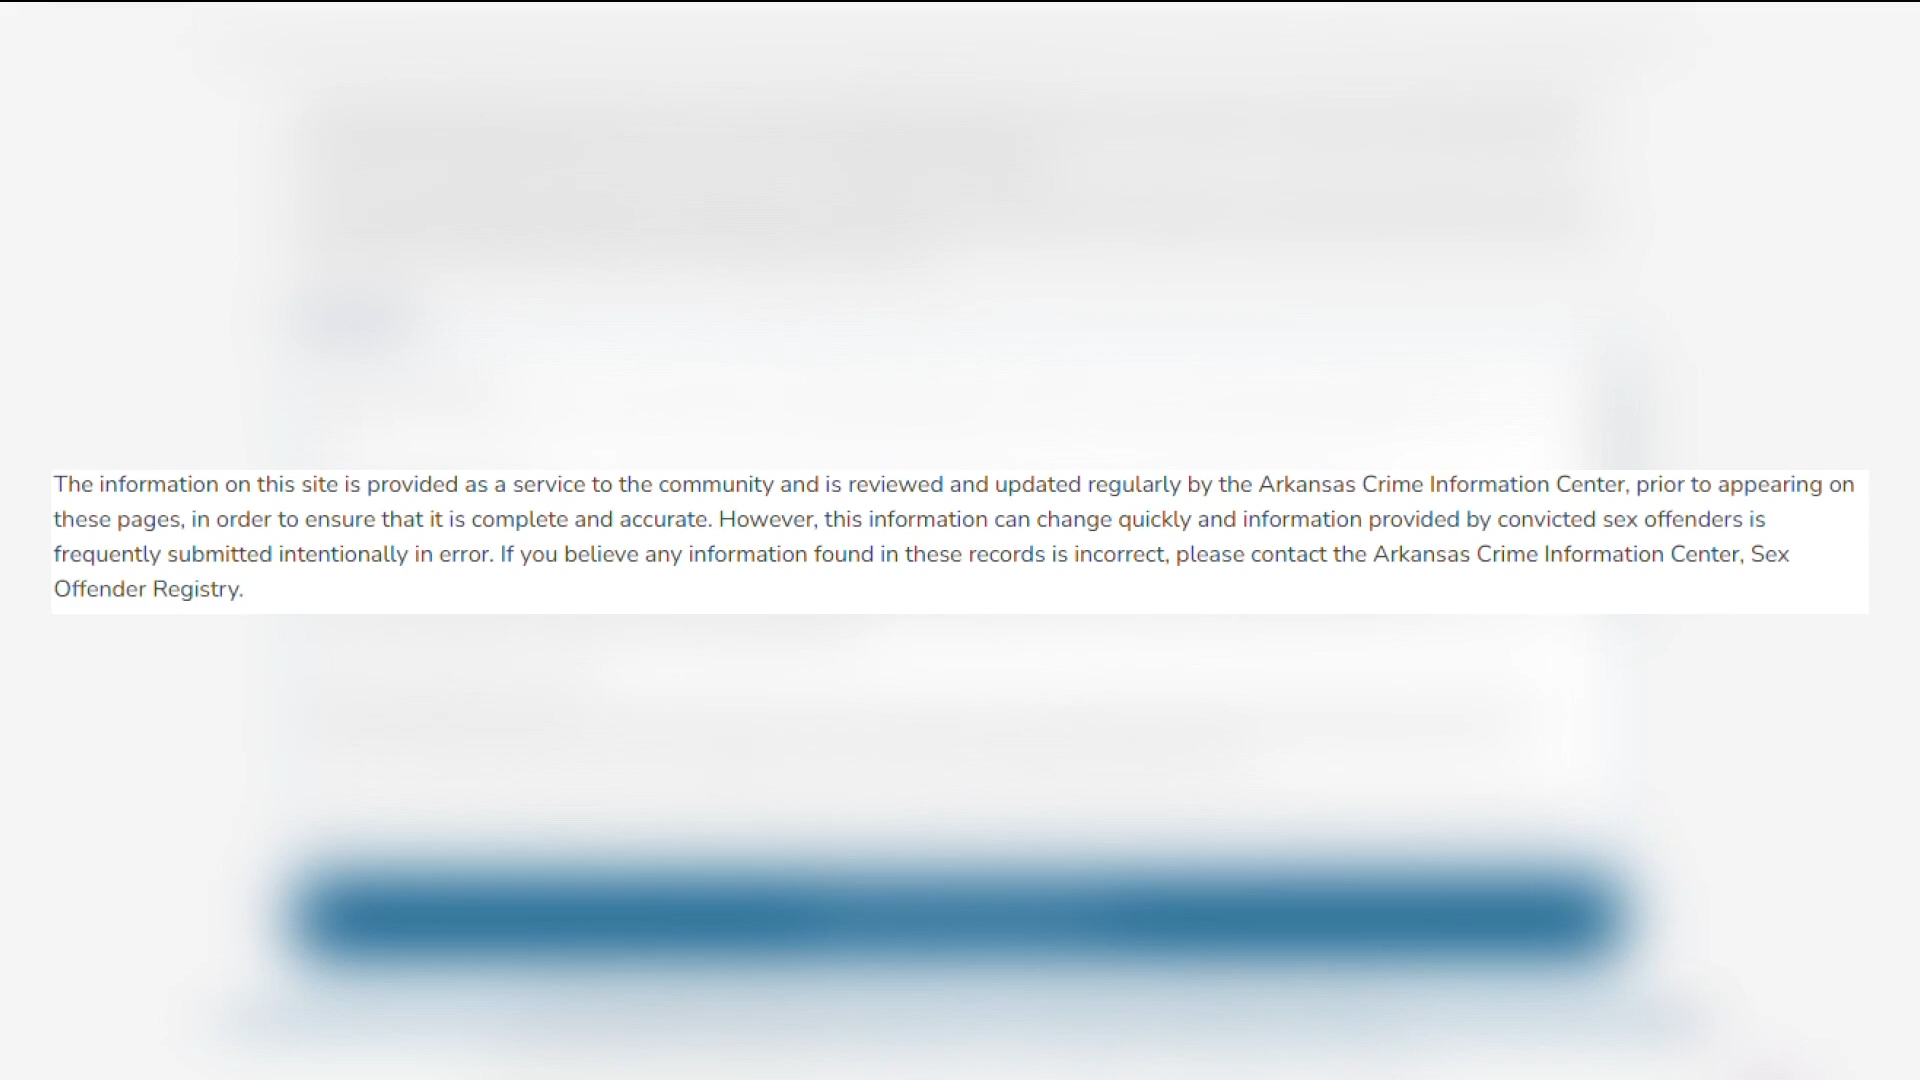 The information on this site is provided as a service to the community and is reviewed and updated regularly by the Arkansas Crime Information Center, prior to appearing on
these pages, in order to ensure that it is complete and accurate. However, this information can change quickly and information provided by convicted sex offenders is
frequently submitted intentionally in error. If you believe any information found in these records is incorrect, please contact the Arkansas Crime Information Center, Sex
Offender Registry.